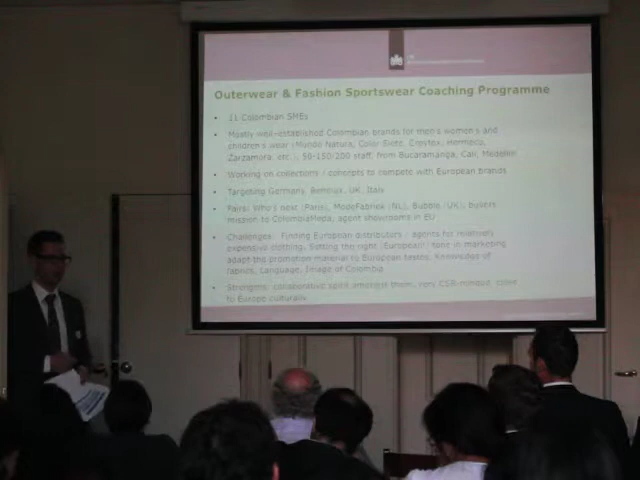 Outerwear & Fashion Sportswear Coaching Programme
• 11 Colombian SMEs
• Mostly well-established Colombian brands for men's women's and
children's wear (Mundo Natura, Color Siete, Croydon, Hermeco,
Zarzamora, etc.), 50-150/200 staff, from Bucaramanga, Cali, Medellin
• Working on collections / concepts to compete with European brands
• Targeting Germany, Benelux, UK, Italy
• Fairs: Who's next (Paris), ModeFabriek (NL), Bubble (UK), buyers
mission to ColombiaModa, agent showrooms in EU
• Challenges: Finding European distributors / agents for relatively
expensive clothing, Setting the right (European) tone in marketing
adapt the promotion material to European tastes, Knowledge of
fabrics, Language, Image of Colombia
• Strengths: collaborative spirit amongst them, very CSR-minded, close
to Europe culturally